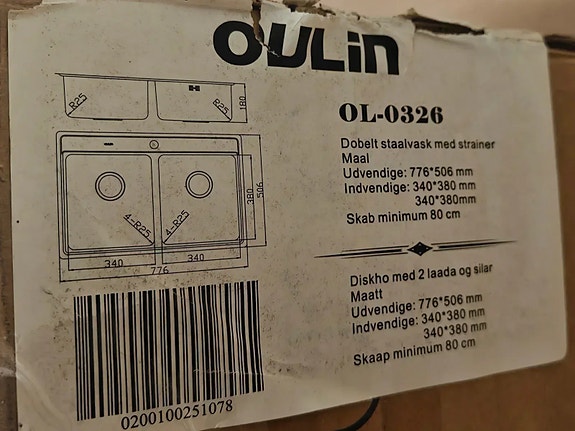 OULIN
OL-0326
Dobelt staalvask med strainer
Maal
Udvendige: 776*506 mm
Indvendige: 340*380 mm
340*380mm
Skab minimum 80 cm
Diskho med 2 laada og silar
Maatt
Udvendige: 776*506 mm
Indvendige: 340*380 mm
340*380 mm
Skaap minimum 80 cm
R25
R25
180
380
506
4-R25
4-R25
340
340
776
0200100251078